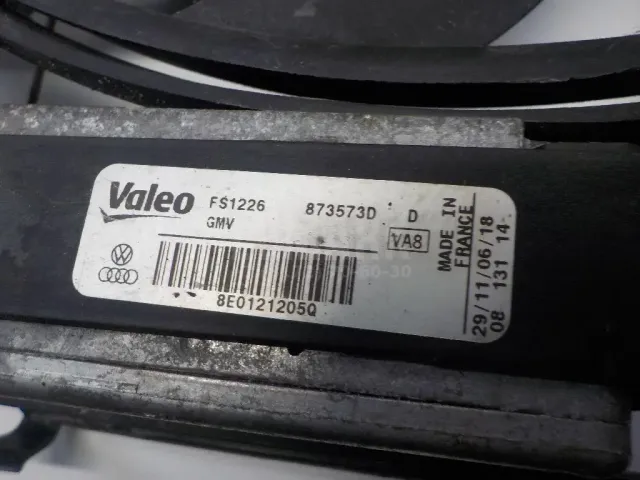 Valeo FS1226 873573D D
GMV VA8
8E0121205Q
MADE IN
FRANCE
29/11/06/18
08 131 14